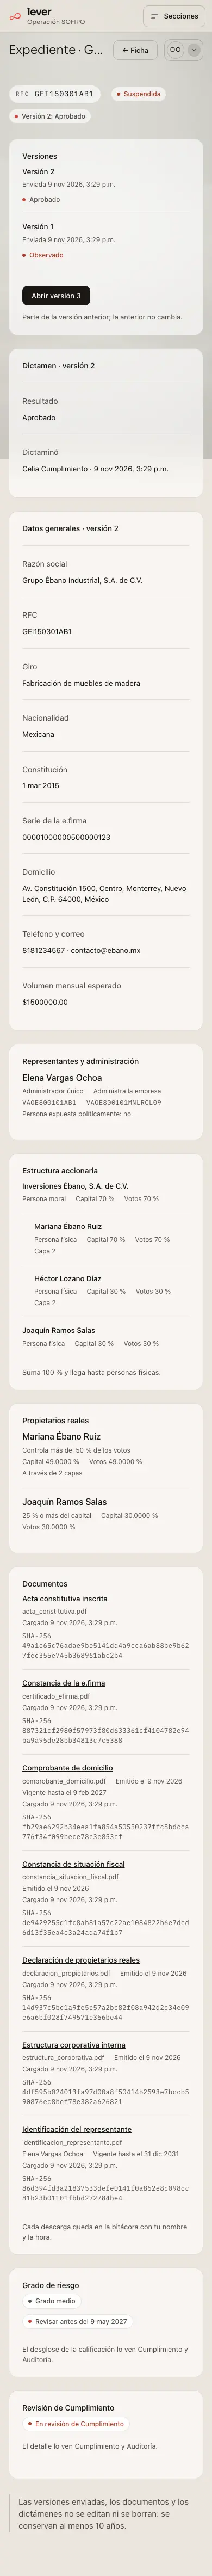 lever
Operación SOFIPO
Secciones
Expediente · G...
← Ficha
OO
RFC GEI150301AB1
Suspendida
Versión 2: Aprobado
Versiones
Versión 2
Enviada 9 nov 2026, 3:29 p.m.
Aprobado
Versión 1
Enviada 9 nov 2026, 3:29 p.m.
Observado
Abrir versión 3
Parte de la versión anterior; la anterior no cambia.
Dictamen · versión 2
Resultado
Aprobado
Dictaminó
Celia Cumplimiento · 9 nov 2026, 3:29 p.m.
Datos generales · versión 2
Razón social
Grupo Ébano Industrial, S.A. de C.V.
RFC
GEI150301AB1
Giro
Fabricación de muebles de madera
Nacionalidad
Mexicana
Constitución
1 mar 2015
Serie de la e.firma
00001000000500000123
Domicilio
Av. Constitución 1500, Centro, Monterrey, Nuevo
León, C.P. 64000, México
Teléfono y correo
8181234567 · contacto@ebano.mx
Volumen mensual esperado
$1500000.00
Representantes y administración
Elena Vargas Ochoa
Administrador único Administra la empresa
VAOE800101AB1 VAOE800101MNLRCL09
Persona expuesta políticamente: no
Estructura accionaria
Inversiones Ébano, S.A. de C.V.
Persona moral Capital 70 % Votos 70 %
Mariana Ébano Ruiz
Persona física Capital 70 % Votos 70 %
Capa 2
Héctor Lozano Díaz
Persona física Capital 30 % Votos 30 %
Capa 2
Joaquín Ramos Salas
Persona física Capital 30 % Votos 30 %
Suma 100 % y llega hasta personas físicas.
Propietarios reales
Mariana Ébano Ruiz
Controla más del 50 % de los votos
Capital 49.0000 % Votos 49.0000 %
A través de 2 capas
Joaquín Ramos Salas
25 % o más del capital Capital 30.0000 %
Votos 30.0000 %
Documentos
Acta constitutiva inscrita
acta_constitutiva.pdf
Cargado 9 nov 2026, 3:29 p.m.
SHA-256
49a1c65c76adae9be5141dd4a9cca6ab88be9b62
7fec355e745b368961abc2b4
Constancia de la e.firma
certificado_efirma.pdf
Cargado 9 nov 2026, 3:29 p.m.
SHA-256
887321cf2980f57973f80d633361cf4104782e94
ba9a95de28bb34813c7c5388
Comprobante de domicilio
comprobante_domicilio.pdf Emitido el 9 nov 2026
Vigente hasta el 9 feb 2027
Cargado 9 nov 2026, 3:29 p.m.
SHA-256
fb29ae6292b34eea1fa854a50550237ffc8bdcca
776f34f099bece78c3e853cf
Constancia de situación fiscal
constancia_situacion_fiscal.pdf
Emitido el 9 nov 2026
Cargado 9 nov 2026, 3:29 p.m.
SHA-256
de9429255d1fc8ab81a57c22ae1084822b6e7dcd
6d13f35ea4c3a24ada74f1b7
Declaración de propietarios reales
declaracion_propietarios.pdf Emitido el 9 nov 2026
Cargado 9 nov 2026, 3:29 p.m.
SHA-256
14d937c5bc1a9fe5c57a2bc82f08a942d2c34e09
e6a6bf028f749571e366be44
Estructura corporativa interna
estructura_corporativa.pdf Emitido el 9 nov 2026
Cargado 9 nov 2026, 3:29 p.m.
SHA-256
4df595b024013fa97d00a8f50414b2593e7bccb5
90876ec8bef78e382a626821
Identificación del representante
identificacion_representante.pdf
Elena Vargas Ochoa Vigente hasta el 31 dic 2031
Cargado 9 nov 2026, 3:29 p.m.
SHA-256
86d394fd3a21837533defe0141f0a852e8c098cc
81b23b01101fbbd272784be4
Cada descarga queda en la bitácora con tu nombre
y la hora.
Grado de riesgo
Grado medio
Revisar antes del 9 may 2027
El desglose de la calificación lo ven Cumplimiento y
Auditoría.
Revisión de Cumplimiento
En revisión de Cumplimiento
El detalle lo ven Cumplimiento y Auditoría.
Las versiones enviadas, los documentos y los
dictámenes no se editan ni se borran: se
conservan al menos 10 años.